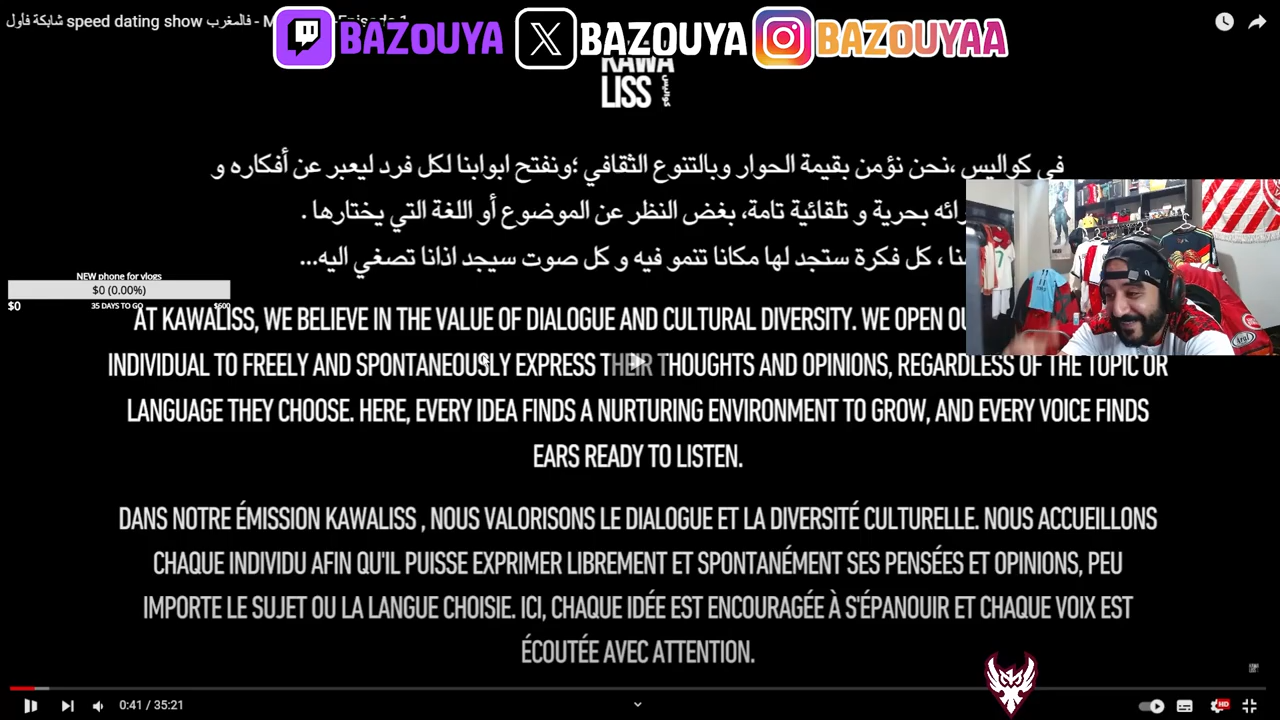 شابكة فأول speed dating show فالمغرب - M
BAZOUYA BAZOUYA BAZOUYAA
KAWA
LISS كواليس
في كواليس ،نحن نؤمن بقيمة الحوار وبالتنوع الثقافي ؛ونفتح ابوابنا لكل فرد ليعبر عن أفكاره و
بحرية و تلقائية تامة، بغض النظر عن الموضوع أو اللغة التي يختارها .
، كل فكرة ستجد لها مكانا تنمو فيه و كل صوت سيجد اذانا تصغي اليه...
NEW phone for vlogs
$0 (0.00%)
$0 35 DAYS TO GO $600
AT KAWALISS, WE BELIEVE IN THE VALUE OF DIALOGUE AND CULTURAL DIVERSITY. WE OPEN
INDIVIDUAL TO FREELY AND SPONTANEOUSLY EXPRESS THEIR THOUGHTS AND OPINIONS, REGARDLESS OF THE TOPIC OR
LANGUAGE THEY CHOOSE. HERE, EVERY IDEA FINDS A NURTURING ENVIRONMENT TO GROW, AND EVERY VOICE FINDS
EARS READY TO LISTEN.
DANS NOTRE ÉMISSION KAWALISS , NOUS VALORISONS LE DIALOGUE ET LA DIVERSITÉ CULTURELLE. NOUS ACCUEILLONS
CHAQUE INDIVIDU AFIN QU'IL PUISSE EXPRIMER LIBREMENT ET SPONTANÉMENT SES PENSÉES ET OPINIONS, PEU
IMPORTE LE SUJET OU LA LANGUE CHOISIE. ICI, CHAQUE IDÉE EST ENCOURAGÉE À S'ÉPANOUIR ET CHAQUE VOIX EST
ÉCOUTÉE AVEC ATTENTION.
0:41 / 35:21
HD